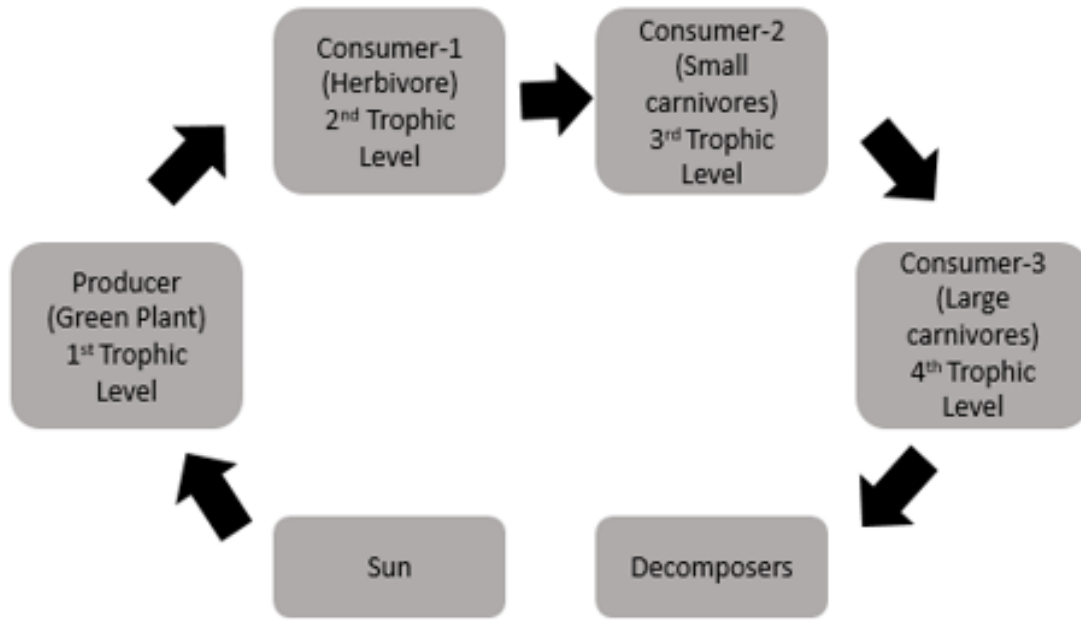 Consumer-1
(Herbivore)
2nd Trophic
Level
Consumer-2
(Small
carnivores)
3rd Trophic
Level
Producer
(Green Plant)
1st Trophic
Level
Consumer-3
(Large
carnivores)
4th Trophic
Level
Sun
Decomposers